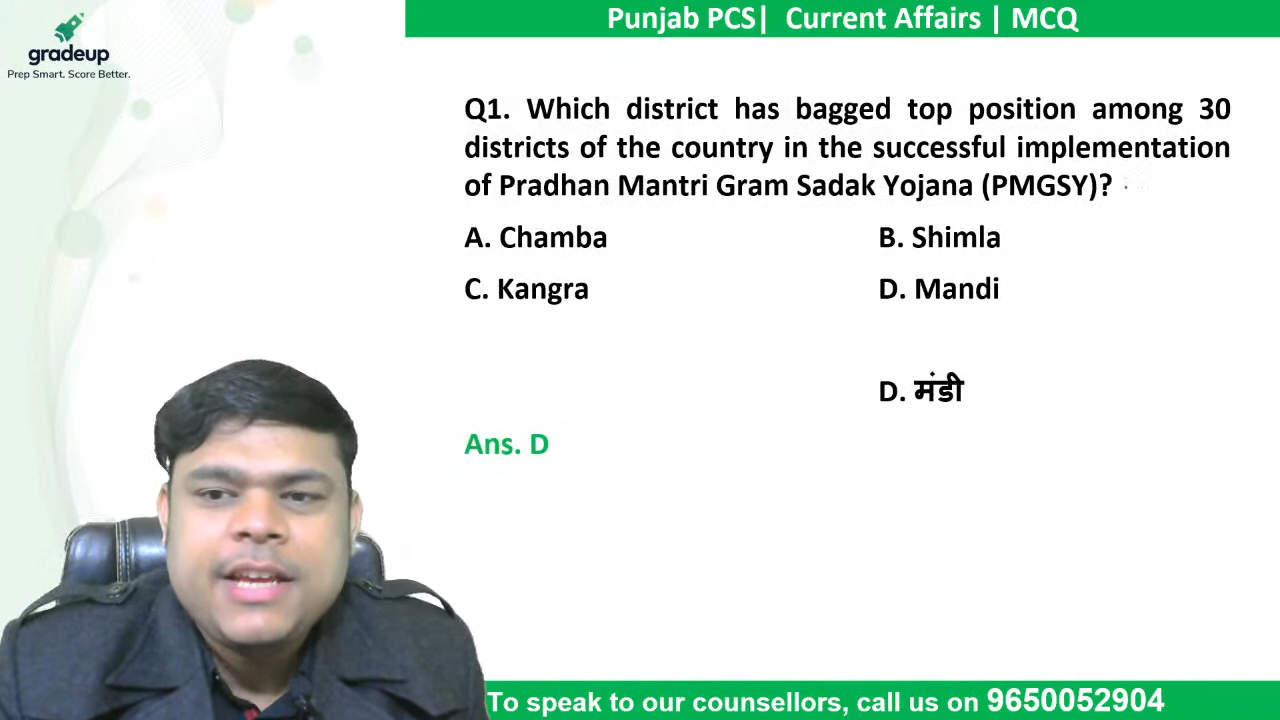 gradeup
Prep Smart. Score Better.
Punjab PCS| Current Affairs | MCQ
Q1. Which district has bagged top position among 30
districts of the country in the successful implementation
of Pradhan Mantri Gram Sadak Yojana (PMGSY)?
A. Chamba B. Shimla
C. Kangra D. Mandi
D. मंडी
Ans. D
To speak to our counsellors, call us on 9650052904